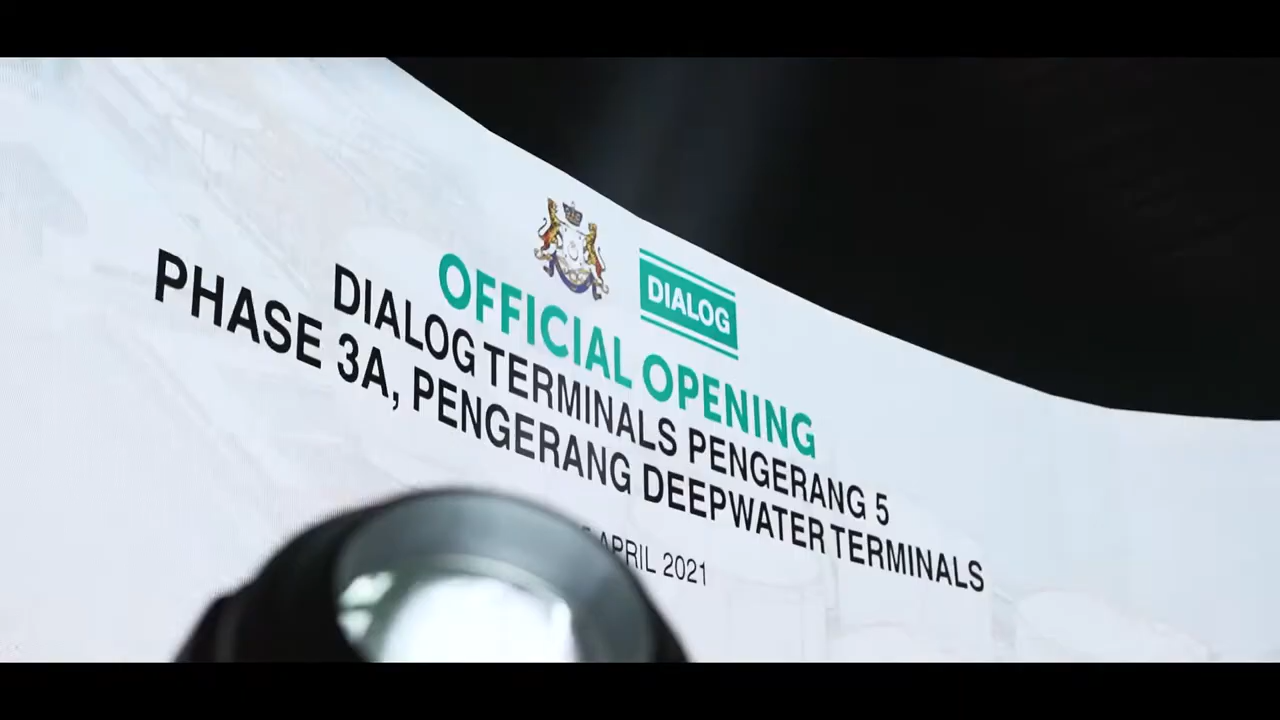 DIALOG
OFFICIAL OPENING
DIALOG TERMINALS PENGERANG 5
PHASE 3A, PENGERANG DEEPWATER TERMINALS
APRIL 2021